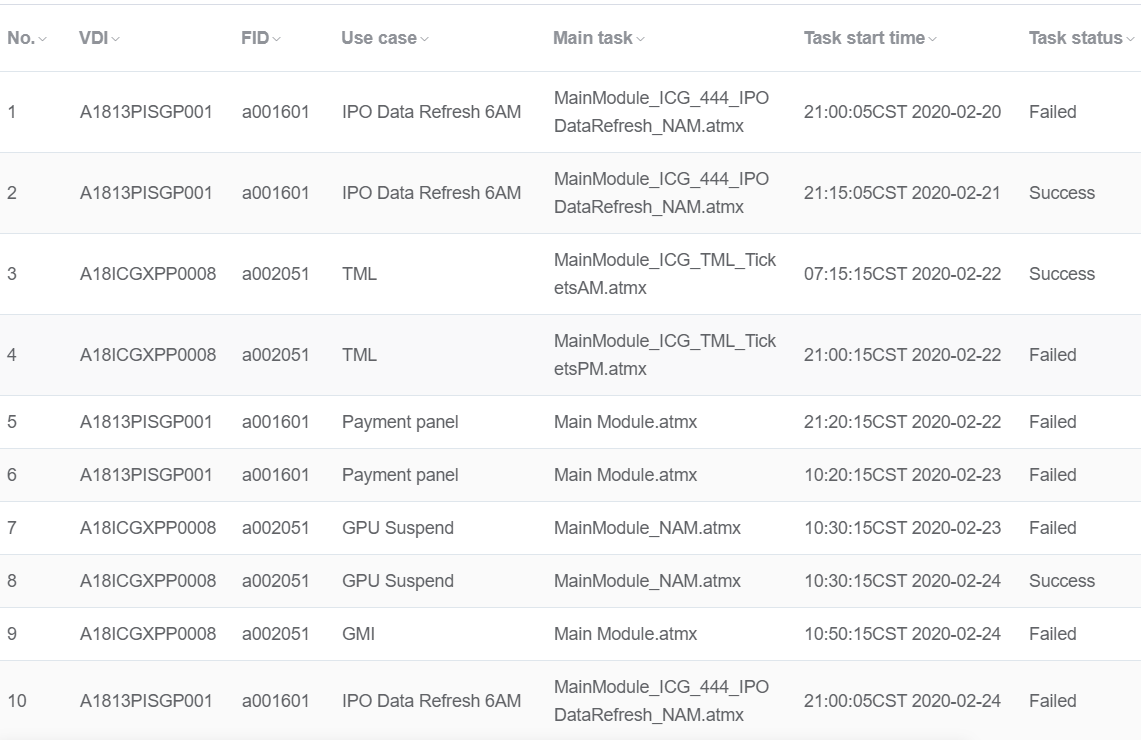 No. VDI FID Use case Main task Task start time Task status
1 A1813PISGP001 a001601 IPO Data Refresh 6AM MainModule_ICG_444_IPO 21:00:05CST 2020-02-20 Failed
DataRefresh_NAM.atmx
2 A1813PISGP001 a001601 IPO Data Refresh 6AM MainModule_ICG_444_IPO 21:15:05CST 2020-02-21 Success
DataRefresh_NAM.atmx
3 A18ICGXPP0008 a002051 TML MainModule_ICG_TML_Tick 07:15:15CST 2020-02-22 Success
etsAM.atmx
4 A18ICGXPP0008 a002051 TML MainModule_ICG_TML_Tick 21:00:15CST 2020-02-22 Failed
etsPM.atmx
5 A1813PISGP001 a001601 Payment panel Main Module.atmx 21:20:15CST 2020-02-22 Failed
6 A1813PISGP001 a001601 Payment panel Main Module.atmx 10:20:15CST 2020-02-23 Failed
7 A18ICGXPP0008 a002051 GPU Suspend MainModule_NAM.atmx 10:30:15CST 2020-02-23 Failed
8 A18ICGXPP0008 a002051 GPU Suspend MainModule_NAM.atmx 10:30:15CST 2020-02-24 Success
9 A18ICGXPP0008 a002051 GMI Main Module.atmx 10:50:15CST 2020-02-24 Failed
10 A1813PISGP001 a001601 IPO Data Refresh 6AM MainModule_ICG_444_IPO 21:00:05CST 2020-02-24 Failed
DataRefresh_NAM.atmx